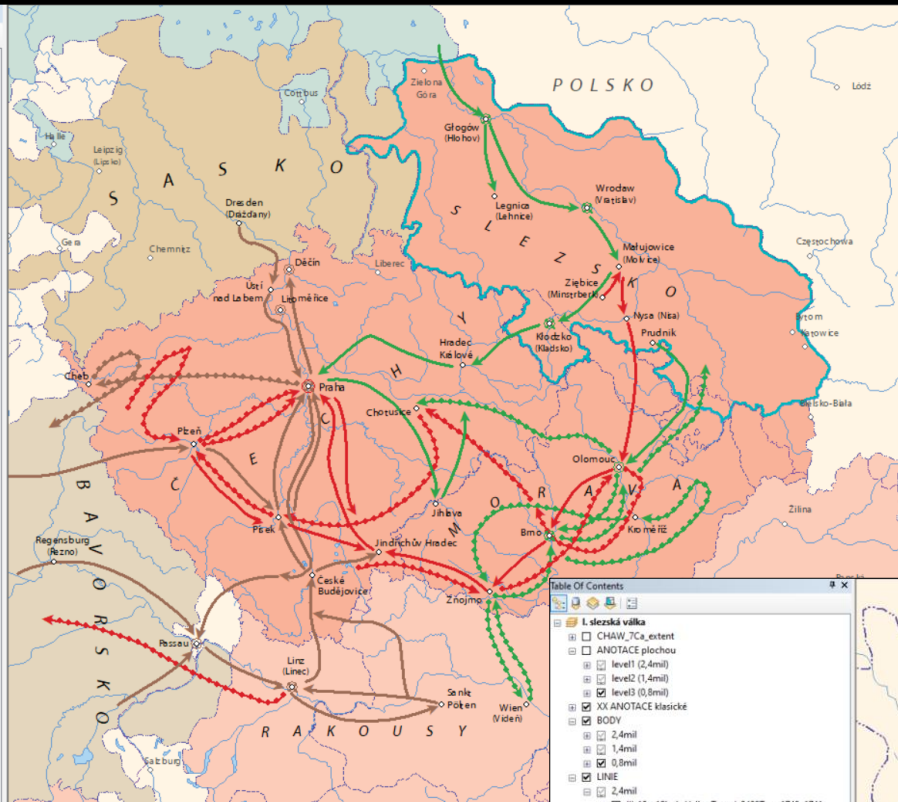 POLSKO
Zielona
Góra
Łódź
Cottbus
Głogów
(Hlohov)
Halle
Leipzig
(Lipsko)
SASKO
Wrocław
(Vratislav)
Legnica
(Lehnice)
Dresden
(Drážďany)
SLEZSKO
Gera
Chemnitz
Małujowice
(Molvice)
Częstochowa
Děčín
Liberec
Ústí
nad Labem
Litoměřice
Ziębice
(Minstrberk)
Nysa (Nisa)
Bytom
Katowice
Prudnik
Kłodzko
(Kladsko)
Hradec
Králové
Cheb
Praha
ČECHY
Chotusice
Bielsko-Biała
Plzeň
Olomouc
MORAVA
BAVORSKO
Jihlava
Žilina
Písek
Brno
Kroměříž
Regensburg
(Řezno)
Jindřichův Hradec
České
Budějovice
Znojmo
Passau
Linz
(Linec)
Sankt
Pölten
Wien
(Vídeň)
RAKOUSY
Salzburg
Table Of Contents
I. slezská válka
CHAW_7Ca_extent
ANOTACE plochou
level1 (2,4mil)
level2 (1,4mil)
level3 (0,8mil)
XX ANOTACE klasické
BODY
2,4mil
1,4mil
0,8mil
LINIE
2,4mil